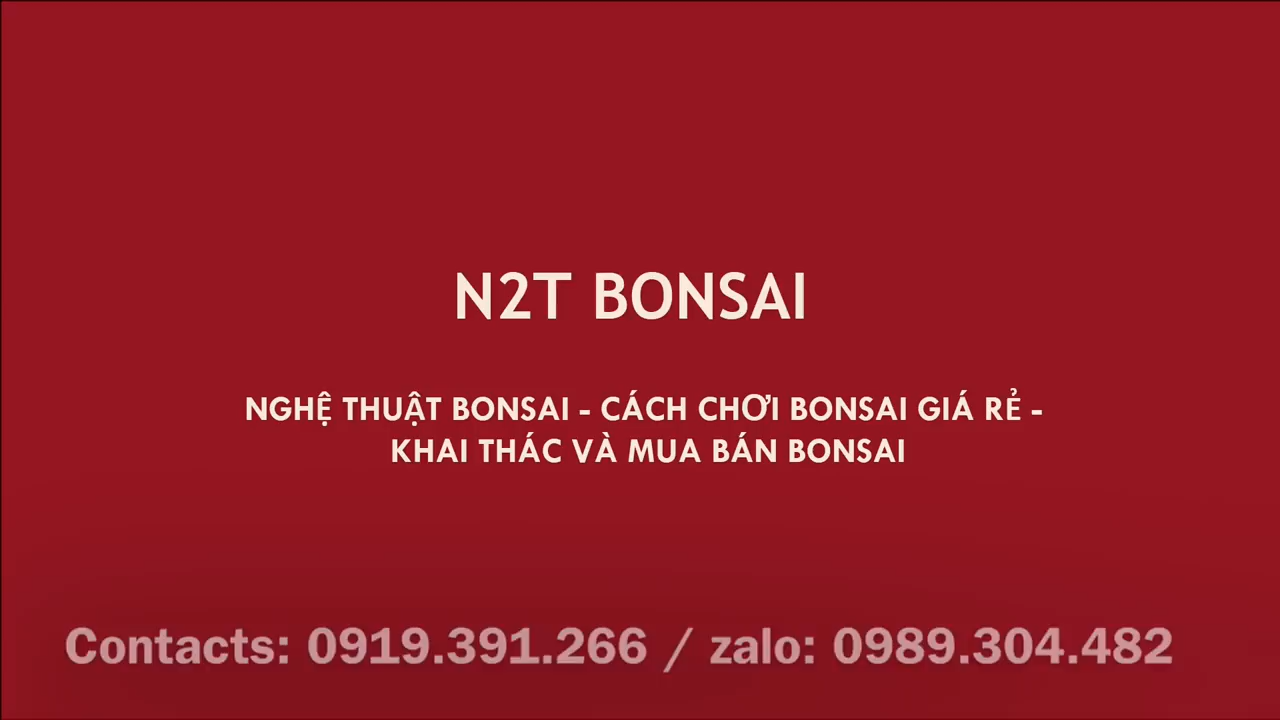 N2T BONSAI
NGHỆ THUẬT BONSAI - CÁCH CHƠI BONSAI GIÁ RẺ -
KHAI THÁC VÀ MUA BÁN BONSAI
Contacts: 0919.391.266 / zalo: 0989.304.482